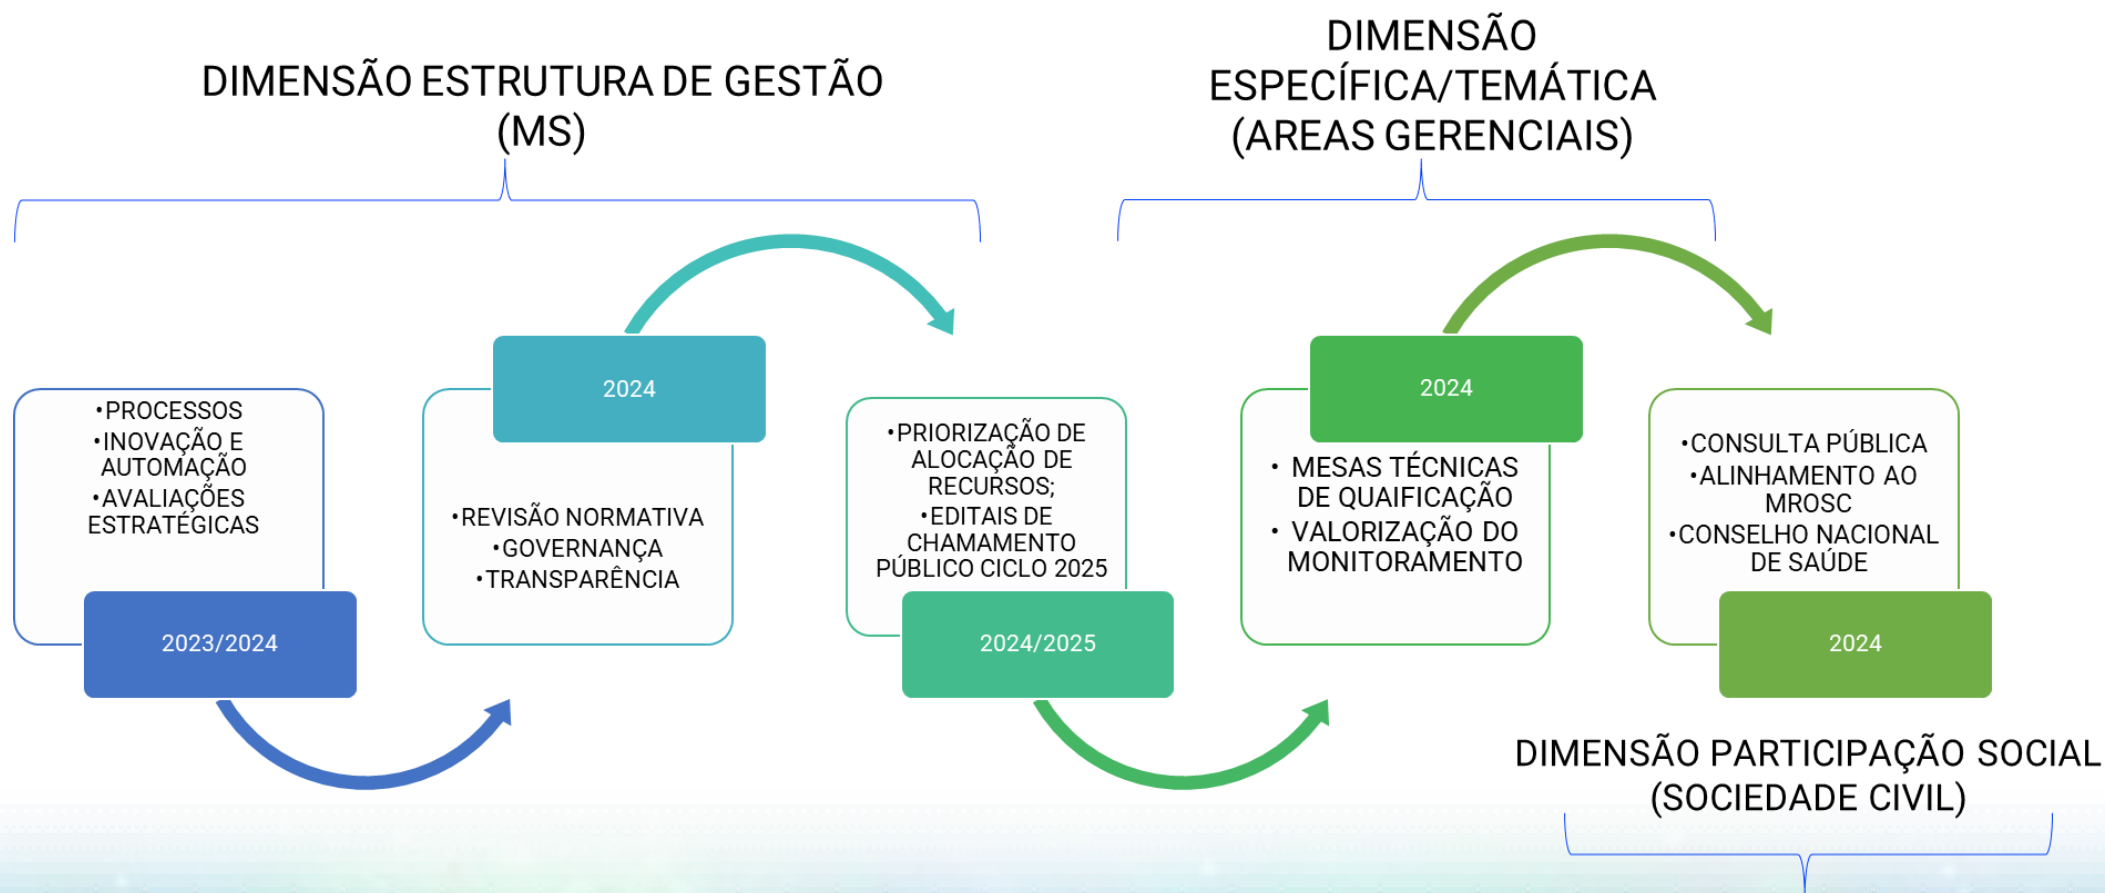 DIMENSÃO ESTRUTURA DE GESTÃO
(MS)
DIMENSÃO
ESPECÍFICA/TEMÁTICA
(AREAS GERENCIAIS)
•PROCESSOS
•INOVAÇÃO E
AUTOMAÇÃO
•AVALIAÇÕES
ESTRATÉGICAS
2023/2024
2024
•REVISÃO NORMATIVA
•GOVERNANÇA
•TRANSPARÊNCIA
•PRIORIZAÇÃO DE
ALOCAÇÃO DE
RECURSOS;
•EDITAIS DE
CHAMAMENTO
PÚBLICO CICLO 2025
2024/2025
2024
• MESAS TÉCNICAS
DE QUAIFICAÇÃO
• VALORIZAÇÃO DO
MONITORAMENTO
•CONSULTA PÚBLICA
•ALINHAMENTO AO
MROSC
•CONSELHO NACIONAL
DE SAÚDE
2024
DIMENSÃO PARTICIPAÇÃO SOCIAL
(SOCIEDADE CIVIL)